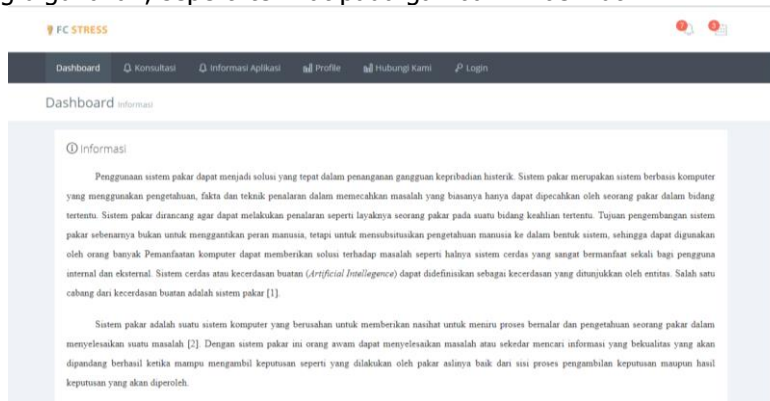 FC STRESS
7 3
Dashboard Konsultasi Informasi Aplikasi Profile Hubungi Kami Login
Dashboard Informasi
Informasi
Penggunaan sistem pakar dapat menjadi solusi yang tepat dalam penanganan gangguan kepribadian histerik. Sistem pakar merupakan sistem berbasis komputer
yang menggunakan pengetahuan, fakta dan teknik penalaran dalam memecahkan masalah yang biasanya hanya dapat dipecahkan oleh seorang pakar dalam bidang
tertentu. Sistem pakar dirancang agar dapat melakukan penalaran seperti layaknya seorang pakar pada suatu bidang keahlian tertentu. Tujuan pengembangan sistem
pakar sebenarnya bukan untuk menggantikan peran manusia, tetapi untuk mensubsitusikan pengetahuan manusia ke dalam bentuk sistem, sehingga dapat digunakan
oleh orang banyak Pemanfaatan komputer dapat memberikan solusi terhadap masalah seperti halnya sistem cerdas yang sangat bermanfaat sekali bagi pengguna
internal dan eksternal. Sistem cerdas atau kecerdasan buatan (Artificial Intellegence) dapat didefinisikan sebagai kecerdasan yang ditunjukkan oleh entitas. Salah satu
cabang dari kecerdasan buatan adalah sistem pakar [1].
Sistem pakar adalah suatu sistem komputer yang berusahan untuk memberikan nasihat untuk meniru proses bernalar dan pengetahuan seorang pakar dalam
menyelesaikan suatu masalah [2]. Dengan sistem pakar ini orang awam dapat menyelesaikan masalah atau sekedar mencari informasi yang bekualitas yang akan
dipandang berhasil ketika mampu mengambil keputusan seperti yang dilakukan oleh pakar aslinya baik dari sisi proses pengambilan keputusan maupun hasil
keputusan yang akan diperoleh.